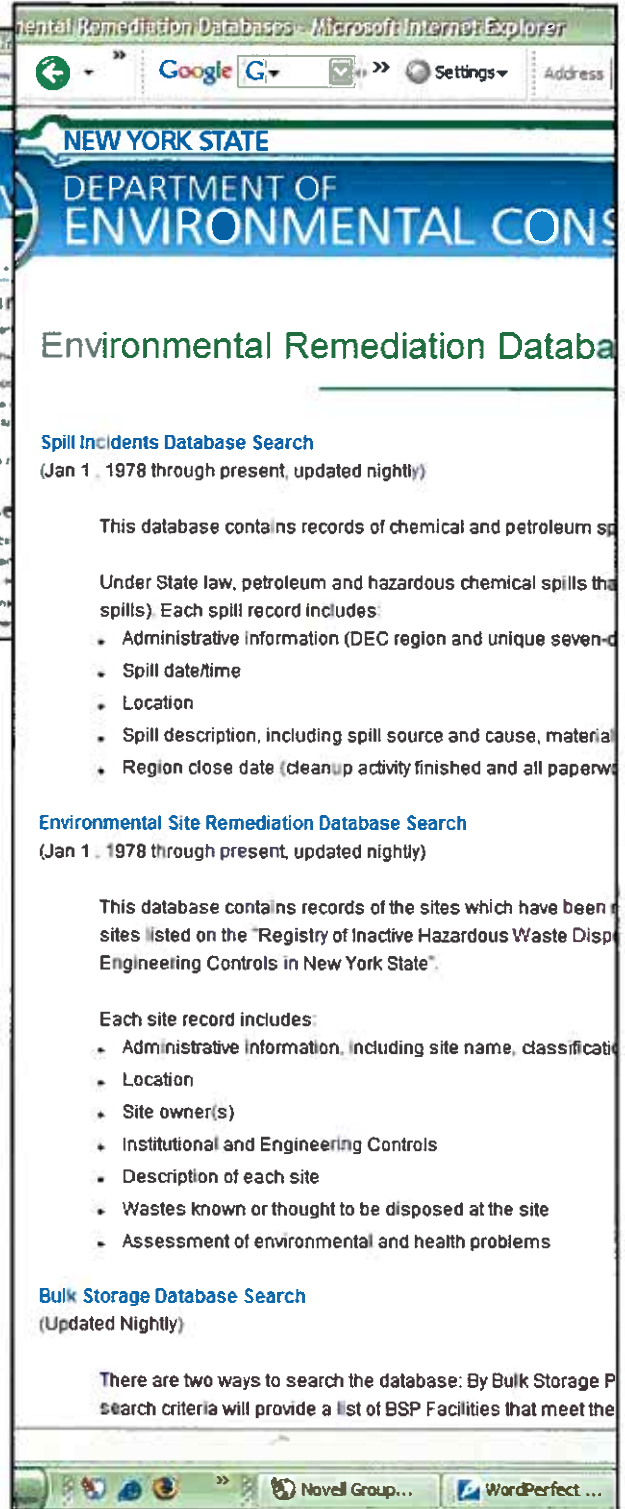 nental Remediation Databases - Microsoft Internet Explorer
» Google G » Settings Address
NEW YORK STATE
DEPARTMENT OF
ENVIRONMENTAL CONS
Environmental Remediation Databa
Spill Incidents Database Search
(Jan 1, 1978 through present, updated nightly)
This database contains records of chemical and petroleum sp
Under State law, petroleum and hazardous chemical spills tha
spills). Each spill record includes:
• Administrative information (DEC region and unique seven-d
• Spill date/time
• Location
• Spill description, including spill source and cause, material
• Region close date (cleanup activity finished and all paperwo
Environmental Site Remediation Database Search
(Jan 1, 1978 through present, updated nightly)
This database contains records of the sites which have been r
sites listed on the "Registry of Inactive Hazardous Waste Dispo
Engineering Controls in New York State".
Each site record includes:
• Administrative information, including site name, classificatio
• Location
• Site owner(s)
• Institutional and Engineering Controls
• Description of each site
• Wastes known or thought to be disposed at the site
• Assessment of environmental and health problems
Bulk Storage Database Search
(Updated Nightly)
There are two ways to search the database: By Bulk Storage P
search criteria will provide a list of BSP Facilities that meet the
» Novell Group... WordPerfect ...